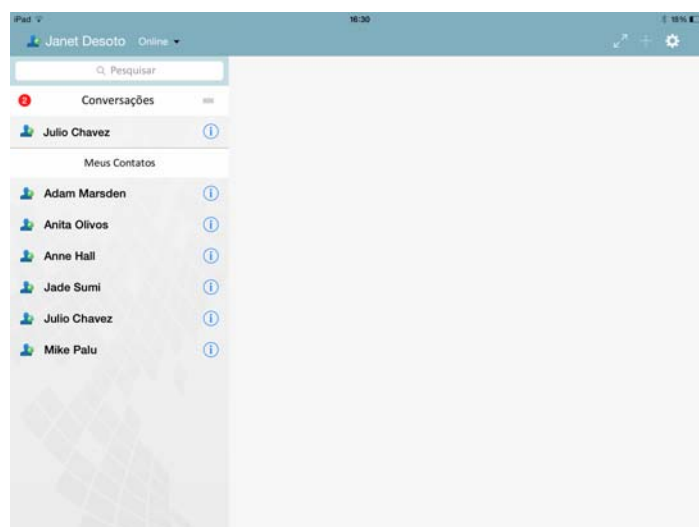 iPad
16:30
18%
Janet Desoto Online
Pesquisar
2 Conversações
Julio Chavez
Meus Contatos
Adam Marsden
Anita Olivos
Anne Hall
Jade Sumi
Julio Chavez
Mike Palu